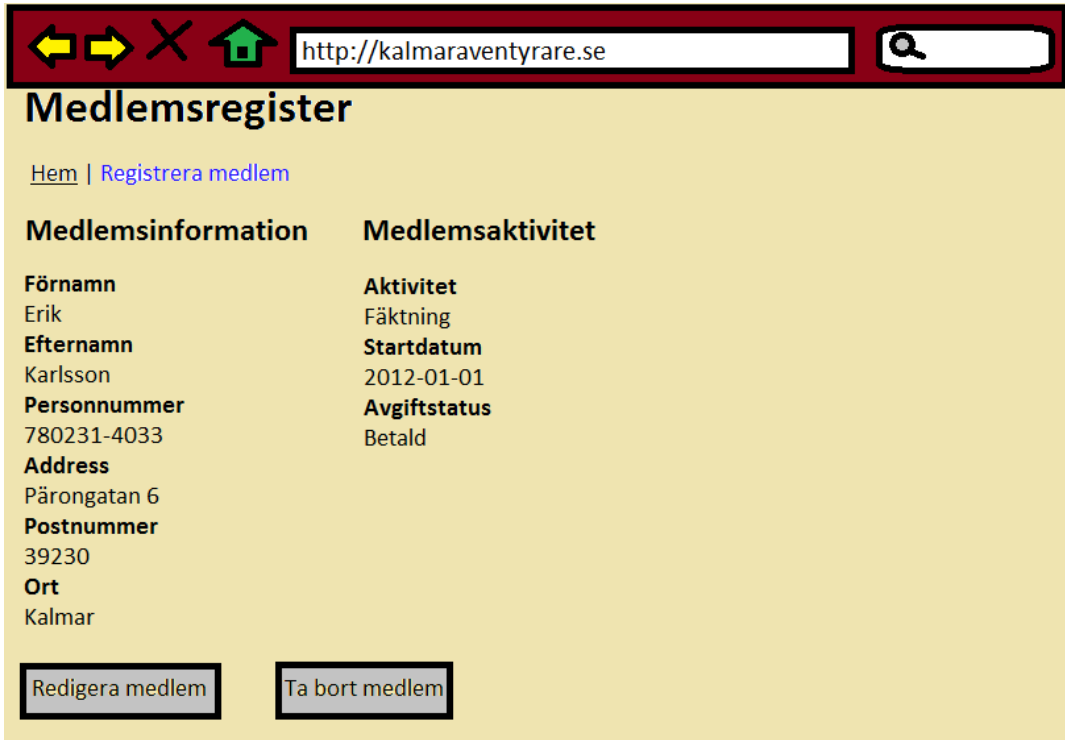 http://kalmaraventyrare.se
Medlemsregister
Hem | Registrera medlem
Medlemsinformation
Förnamn
Erik
Efternamn
Karlsson
Personnummer
780231-4033
Address
Pärongatan 6
Postnummer
39230
Ort
Kalmar
Medlemsaktivitet
Aktivitet
Fäktning
Startdatum
2012-01-01
Avgiftstatus
Betald
Redigera medlem
Ta bort medlem